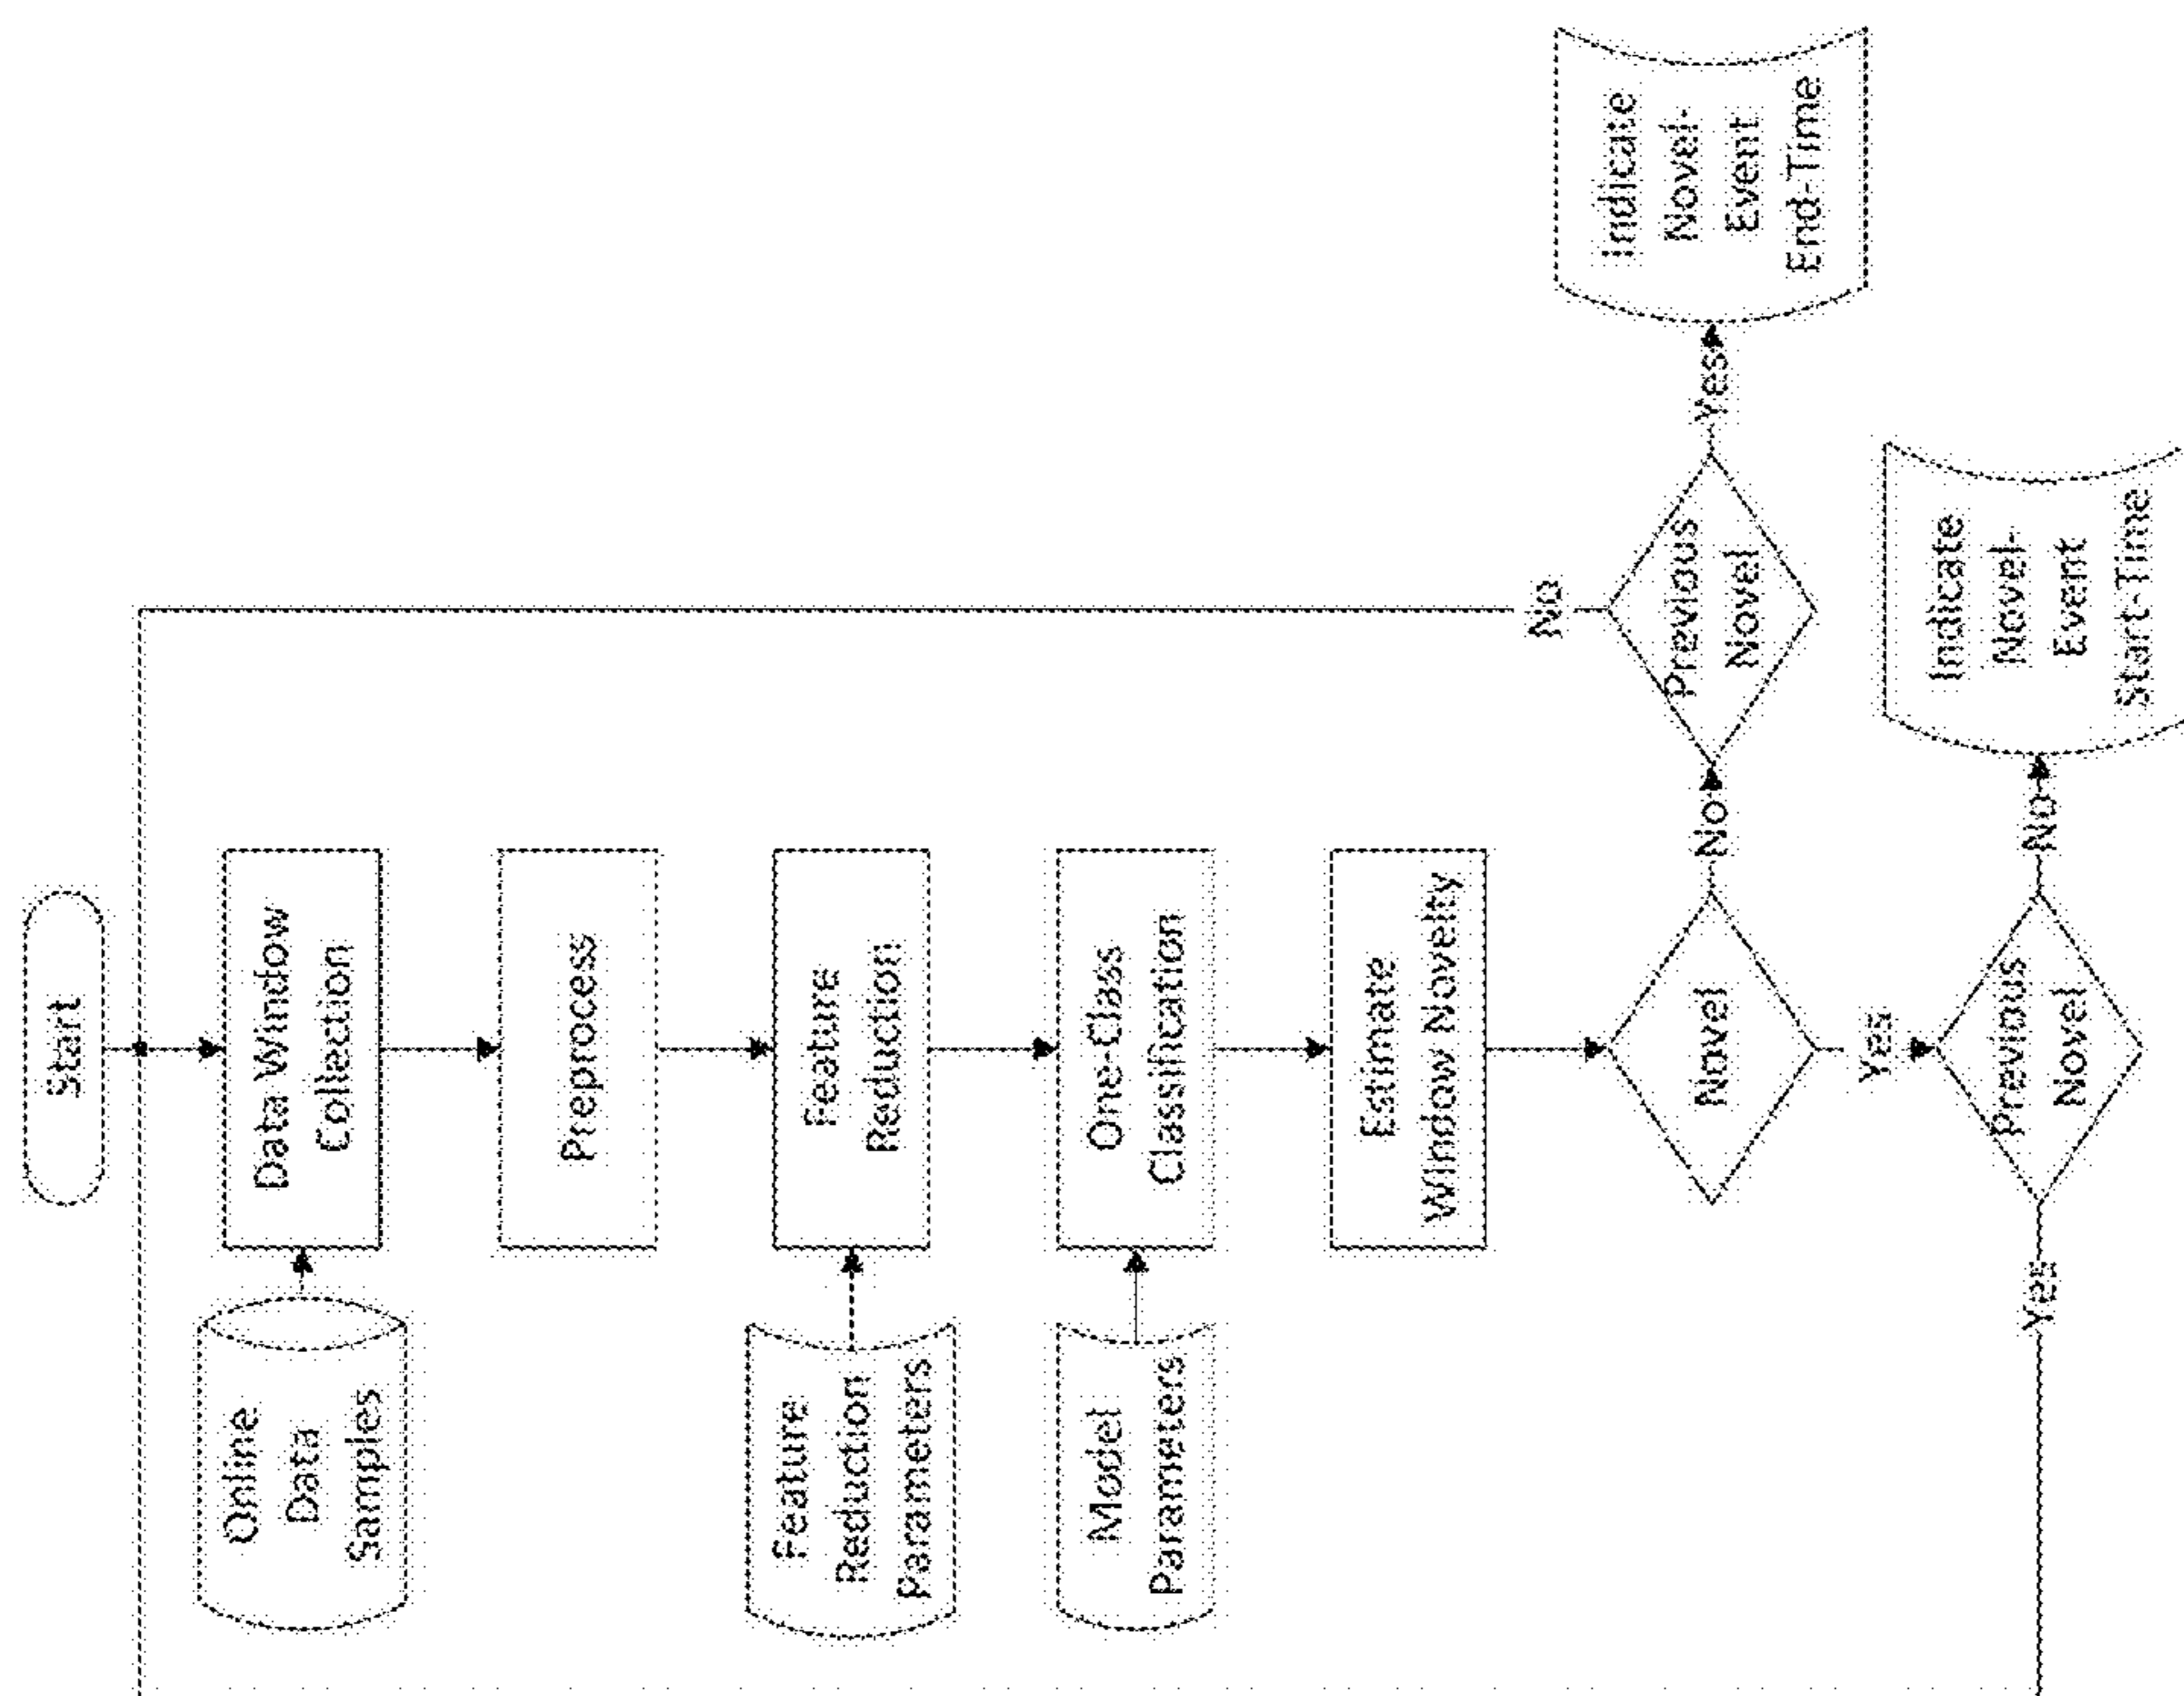 Start
Data Window
Collection
Online
Data
Samples
Preprocess
Feature
Reduction
Feature
Reduction
Parameters
One-Class
Classification
Model
Parameters
Estimate
Window Novelty
Novel
No
Previous
Novel
No
Yes
Indicate
Novel-
Event
End-Time
Yes
Previous
Novel
No
Indicate
Novel-
Event
Start-Time
Yes